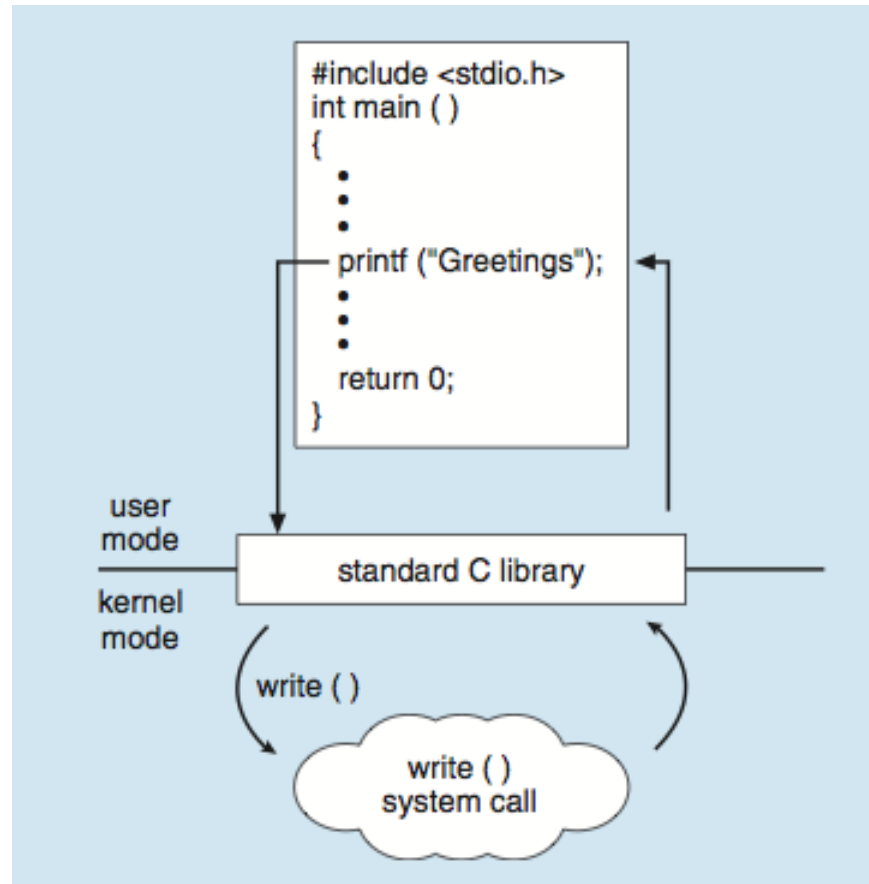 #include <stdio.h>
int main ( )
{
•
•
•
printf ("Greetings");
•
•
•
return 0;
}
user
mode
standard C library
kernel
mode
write ( )
write ( )
system call